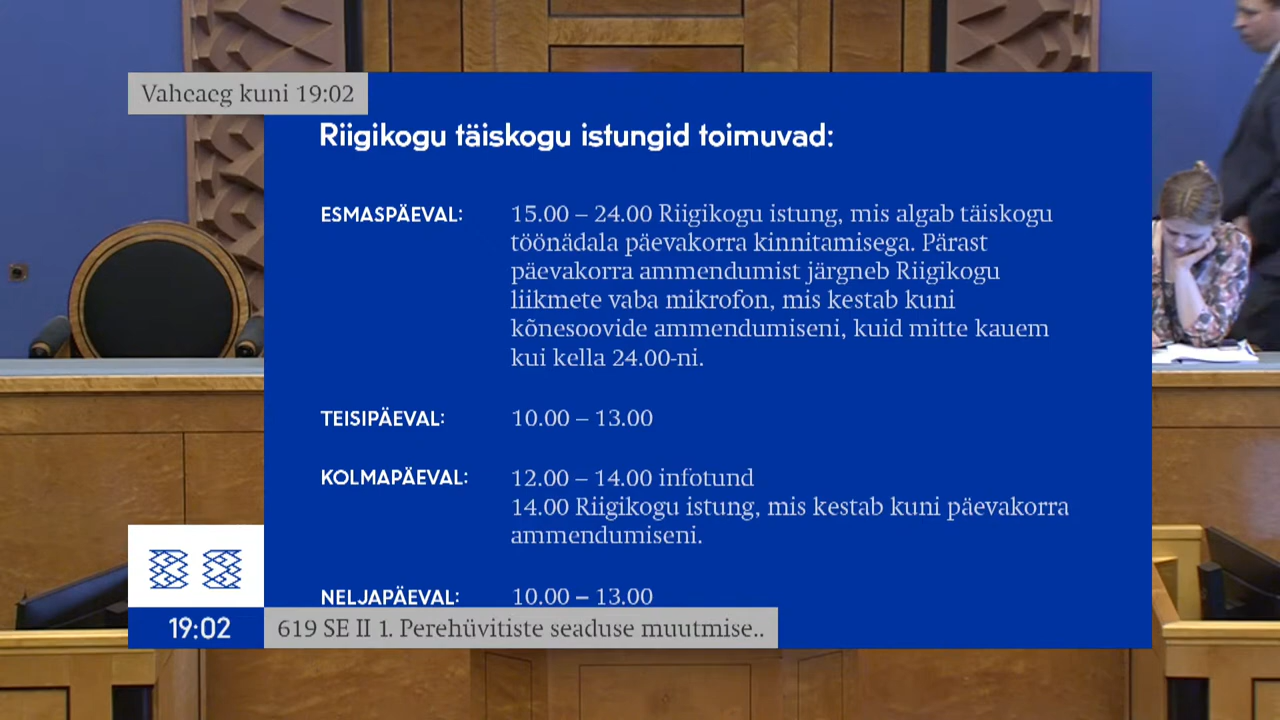 Vaheaeg kuni 19:02
Riigikogu täiskogu istungid toimuvad:
ESMASPÄEVAL:
15.00 – 24.00 Riigikogu istung, mis algab täiskogu
töönädala päevakorra kinnitamisega. Pärast
päevakorra ammendumist järgneb Riigikogu
liikmete vaba mikrofon, mis kestab kuni
kõnesoovide ammendumiseni, kuid mitte kauem
kui kella 24.00-ni.
TEISIPÄEVAL:
10.00 – 13.00
KOLMAPÄEVAL:
12.00 – 14.00 infotund
14.00 Riigikogu istung, mis kestab kuni päevakorra
ammendumiseni.
NELJAPÄEVAL:
10.00 – 13.00
19:02
619 SE II 1. Perehüvitiste seaduse muutmise..